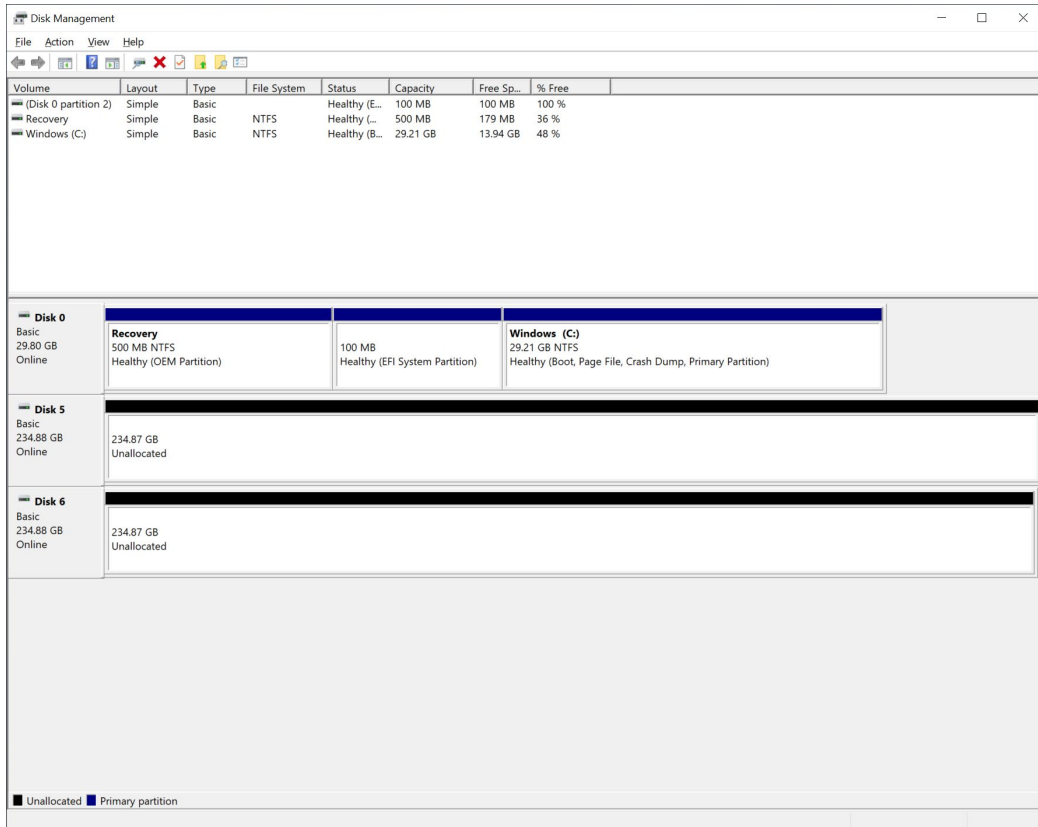 Disk Management
File Action View Help
Volume Layout Type File System Status Capacity Free Sp... % Free
(Disk 0 partition 2) Simple Basic Healthy (E... 100 MB 100 MB 100 %
Recovery Simple Basic NTFS Healthy (... 500 MB 179 MB 36 %
Windows (C:) Simple Basic NTFS Healthy (B... 29.21 GB 13.94 GB 48 %
Disk 0
Basic
29.80 GB
Online
Recovery
500 MB NTFS
Healthy (OEM Partition)
100 MB
Healthy (EFI System Partition)
Windows (C:)
29.21 GB NTFS
Healthy (Boot, Page File, Crash Dump, Primary Partition)
Disk 5
Basic
234.88 GB
Online
234.87 GB
Unallocated
Disk 6
Basic
234.88 GB
Online
234.87 GB
Unallocated
Unallocated Primary partition